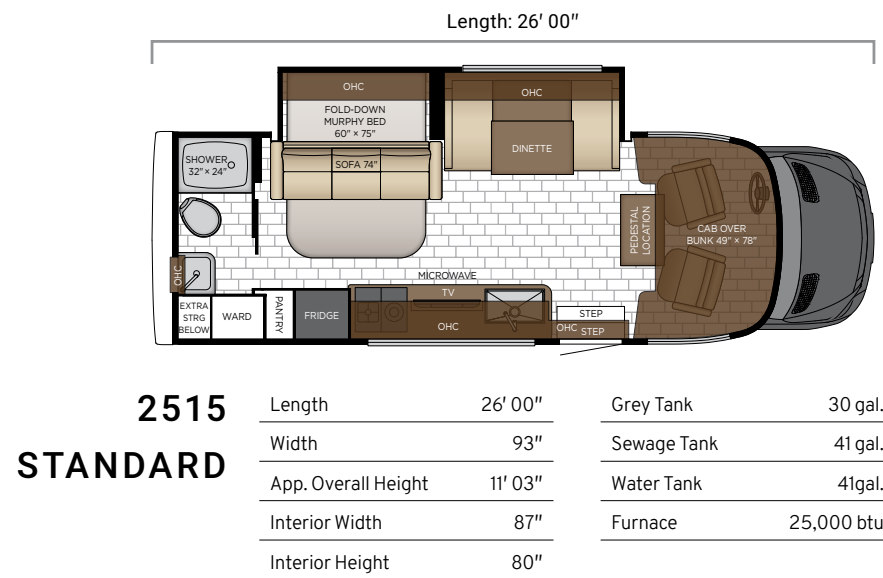 Length: 26′ 00″
OHC
OHC
FOLD-DOWN
MURPHY BED
60" × 75"
DINETTE
SHOWER
32" × 24"
SOFA 74"
PEDESTAL
LOCATION
CAB OVER
BUNK 49" × 78"
OHC
MICROWAVE
TV
EXTRA
STRG
BELOW
WARD
PANTRY
FRIDGE
OHC
STEP
OHC
STEP
2515
STANDARD
Length 26′ 00″
Width 93″
App. Overall Height 11′ 03″
Interior Width 87″
Interior Height 80″
Grey Tank 30 gal.
Sewage Tank 41 gal.
Water Tank 41gal.
Furnace 25,000 btu